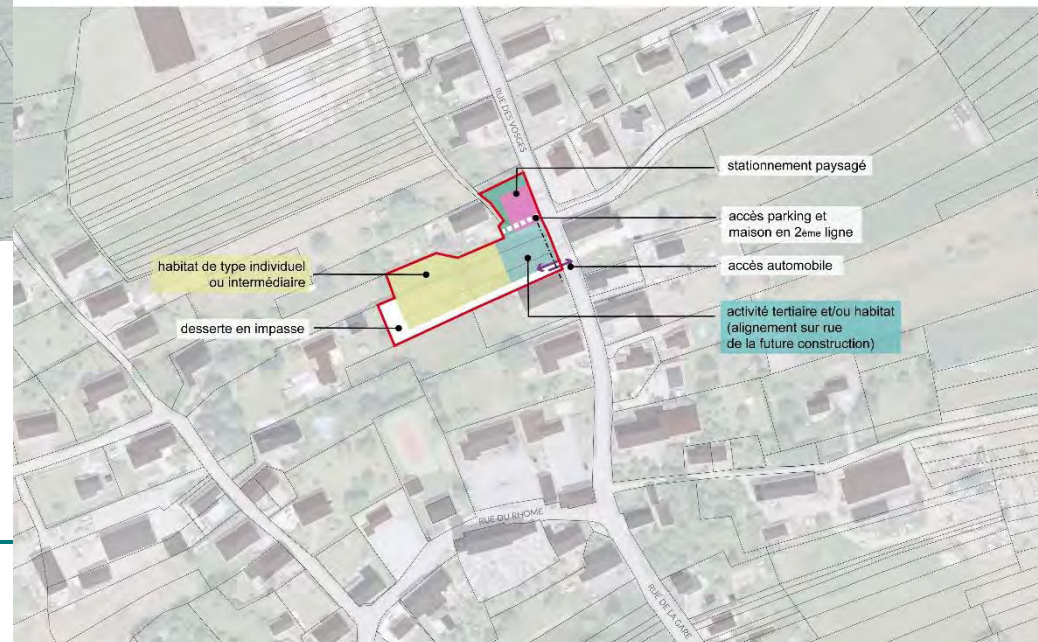 RUE DES VOSGES
stationnement paysagé
accès parking et
maison en 2ème ligne
accès automobile
habitat de type individuel
ou intermédiaire
desserte en impasse
activité tertiaire et/ou habitat
(alignement sur rue
de la future construction)
RUE DU RHOME
RUE DE LA GARE